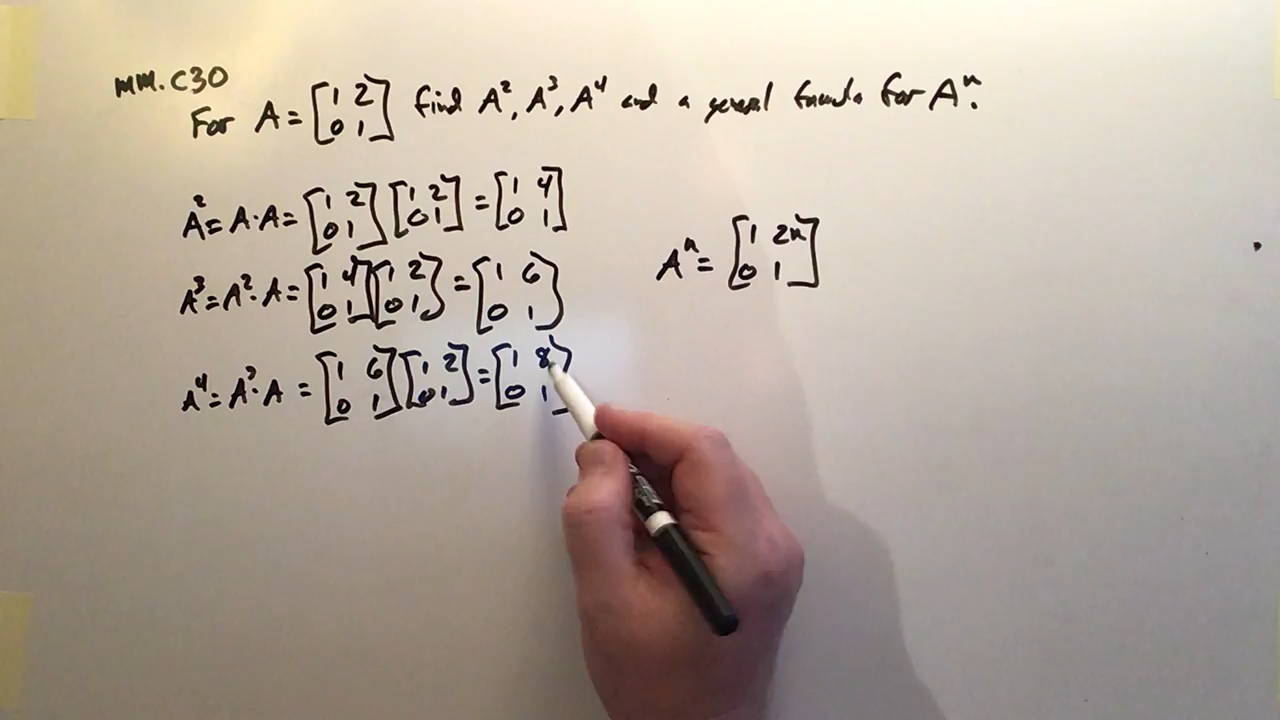 MM.C30
For A = [1 2; 0 1] find A², A³, A⁴ and a general formula for Aⁿ.
A² = A·A = [1 2; 0 1] [1 2; 0 1] = [1 4; 0 1]
A³ = A²·A = [1 4; 0 1] [1 2; 0 1] = [1 6; 0 1]
A⁴ = A³·A = [1 6; 0 1] [1 2; 0 1] = [1 8; 0 1]
Aⁿ = [1 2n; 0 1]